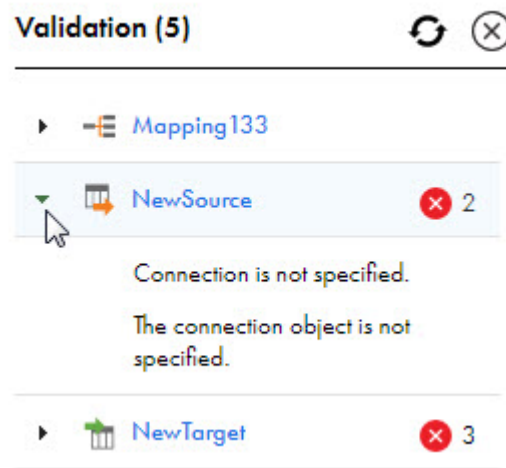 Validation (5)
Mapping133
NewSource 2
Connection is not specified.
The connection object is not
specified.
NewTarget 3